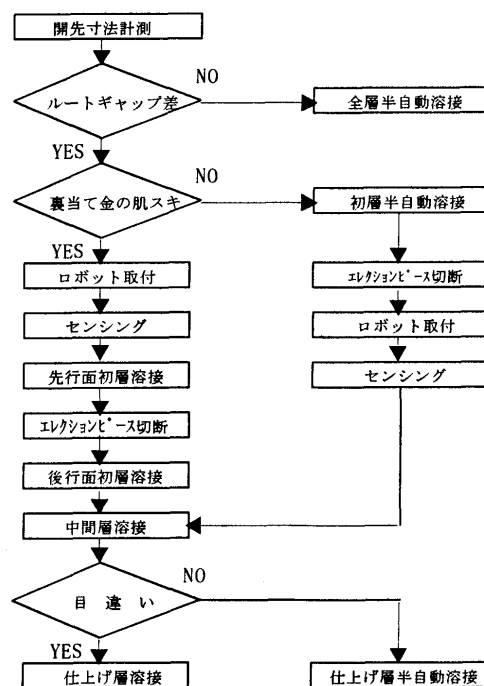 開先寸法計測
NO
ルートギャップ差
全層半自動溶接
YES
NO
裏当て金の肌スキ
初層半自動溶接
YES
ロボット取付
エレクションピース切断
センシング
ロボット取付
先行面初層溶接
センシング
エレクションピース切断
後行面初層溶接
中間層溶接
NO
目 違 い
YES
仕上げ層溶接
仕上げ層半自動溶接